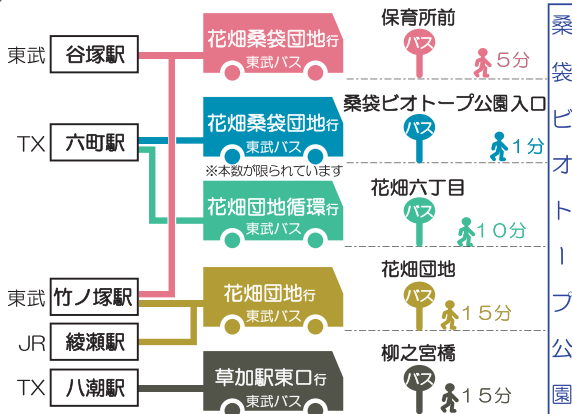 東武 谷塚駅
花畑桑袋団地行
東武バス
保育所前
バス
5分
TX 六町駅
花畑桑袋団地行
東武バス
※本数が限られています
桑袋ビオトープ公園入口
バス
1分
花畑団地循環行
東武バス
花畑六丁目
バス
10分
東武 竹ノ塚駅
JR 綾瀬駅
花畑団地行
東武バス
花畑団地
バス
15分
TX 八潮駅
草加駅東口行
東武バス
柳之宮橋
バス
15分
桑袋ビオトープ公園